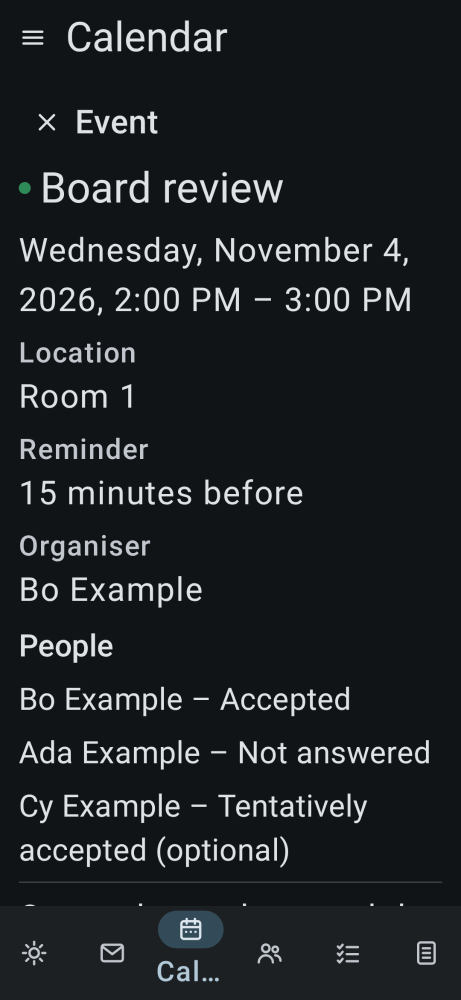 Calendar
Event
Board review
Wednesday, November 4,
2026, 2:00 PM – 3:00 PM
Location
Room 1
Reminder
15 minutes before
Organiser
Bo Example
People
Bo Example – Accepted
Ada Example – Not answered
Cy Example – Tentatively
accepted (optional)
Cal…